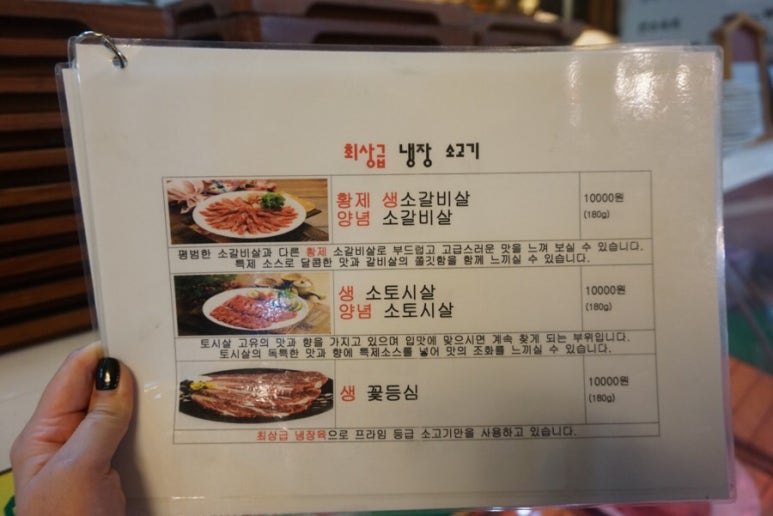 최상급 냉장 소고기
황제 생소갈비살
양념 소갈비살
10000원
(180g)
평범한 소갈비살과 다른 황제 소갈비살로 부드럽고 고급스러운 맛을 느껴 보실 수 있습니다.
특제 소스로 달콤한 맛과 갈비살의 쫄깃함을 함께 느끼실 수 있습니다.
생 소토시살
양념 소토시살
10000원
(180g)
토시살 고유의 맛과 향을 가지고 있으며 입맛에 맞으시면 계속 찾게 되는 부위입니다.
토시살의 독특한 맛과 향에 특제소스를 넣어 맛의 조화를 느끼실 수 있습니다.
생 꽃등심
10000원
(180g)
최상급 냉장육으로 프라임 등급 소고기만을 사용하고 있습니다.